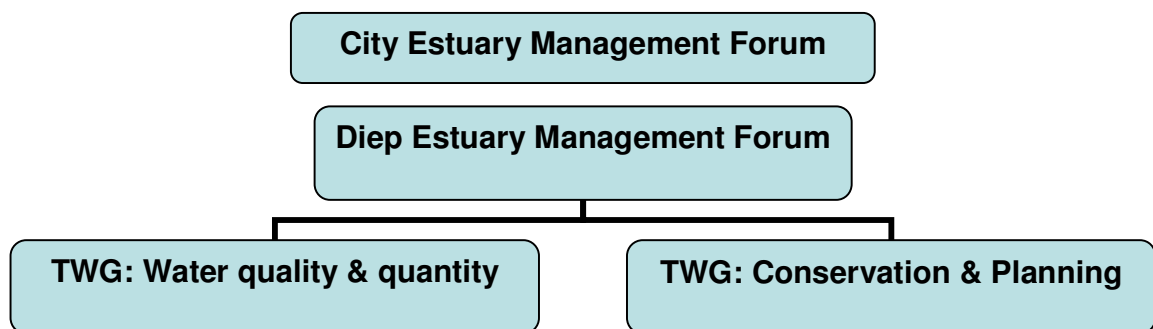 City Estuary Management Forum
Diep Estuary Management Forum
TWG: Water quality & quantity
TWG: Conservation & Planning